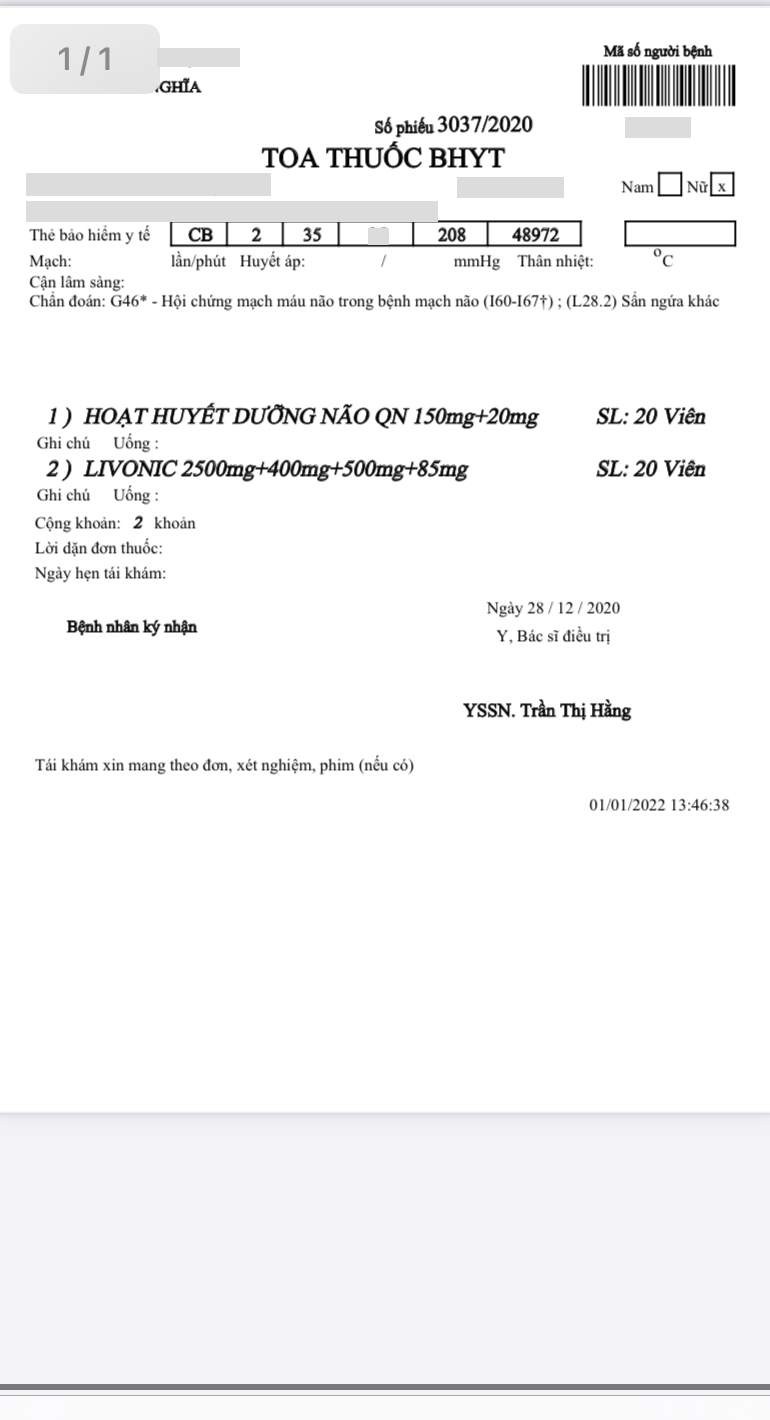 1/1
Mã số người bệnh
GHĨA
Số phiếu 3037/2020
TOA THUỐC BHYT
Nam Nữ x
Thẻ bảo hiểm y tế CB 2 35 208 48972
Mạch: lần/phút Huyết áp: / mmHg Thân nhiệt: °C
Cận lâm sàng:
Chẩn đoán: G46* - Hội chứng mạch máu não trong bệnh mạch não (I60-I67†) ; (L28.2) Sẩn ngứa khác
1 ) HOẠT HUYẾT DƯỠNG NÃO QN 150mg+20mg SL: 20 Viên
Ghi chú Uống :
2 ) LIVONIC 2500mg+400mg+500mg+85mg SL: 20 Viên
Ghi chú Uống :
Cộng khoản: 2 khoản
Lời dặn đơn thuốc:
Ngày hẹn tái khám:
Ngày 28 / 12 / 2020
Bệnh nhân ký nhận
Y, Bác sĩ điều trị
YSSN. Trần Thị Hằng
Tái khám xin mang theo đơn, xét nghiệm, phim (nếu có)
01/01/2022 13:46:38